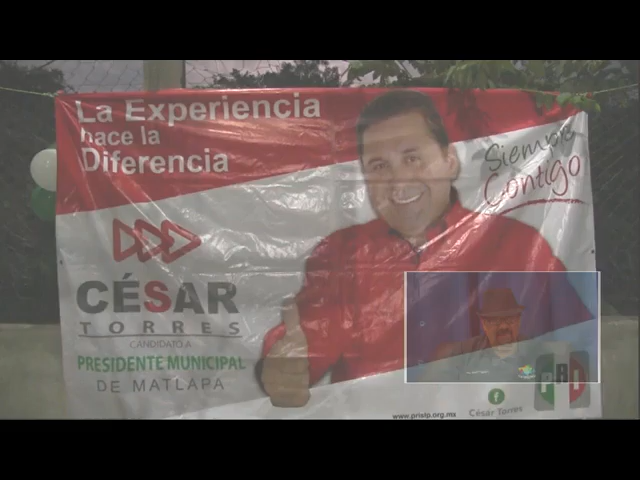 La Experiencia
hace la
Diferencia
Siempre
Contigo
CÉSAR
TORRES
CANDIDATO A
PRESIDENTE MUNICIPAL
DE MATLAPA
PRI
www.prislp.org.mx
César Torres